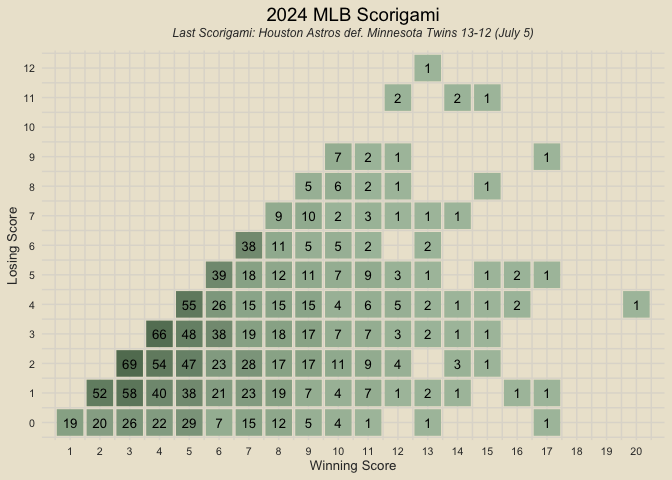 2024 MLB Scorigami
Last Scorigami: Houston Astros def. Minnesota Twins 13-12 (July 5)
12 1
11 2 2 1
10
9 7 2 1 1
8 5 6 2 1 1
7 9 10 2 3 1 1 1
6 38 11 5 5 2 2
5 39 18 12 11 7 9 3 1 1 2 1
4 55 26 15 15 15 4 6 5 2 1 1 2 1
3 66 48 38 19 18 17 7 7 3 2 1 1
2 69 54 47 23 28 17 17 11 9 4 3 1
1 52 58 40 38 21 23 19 7 4 7 1 2 1 1 1
0 19 20 26 22 29 7 15 12 5 4 1 1 1
1 2 3 4 5 6 7 8 9 10 11 12 13 14 15 16 17 18 19 20
Winning Score
Losing Score